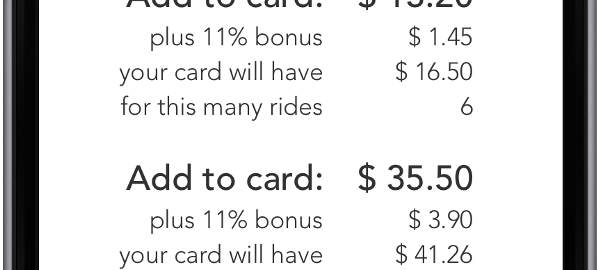 Add to card:
plus 11% bonus $ 1.45
your card will have $ 16.50
for this many rides 6
Add to card: $ 35.50
plus 11% bonus $ 3.90
your card will have $ 41.26